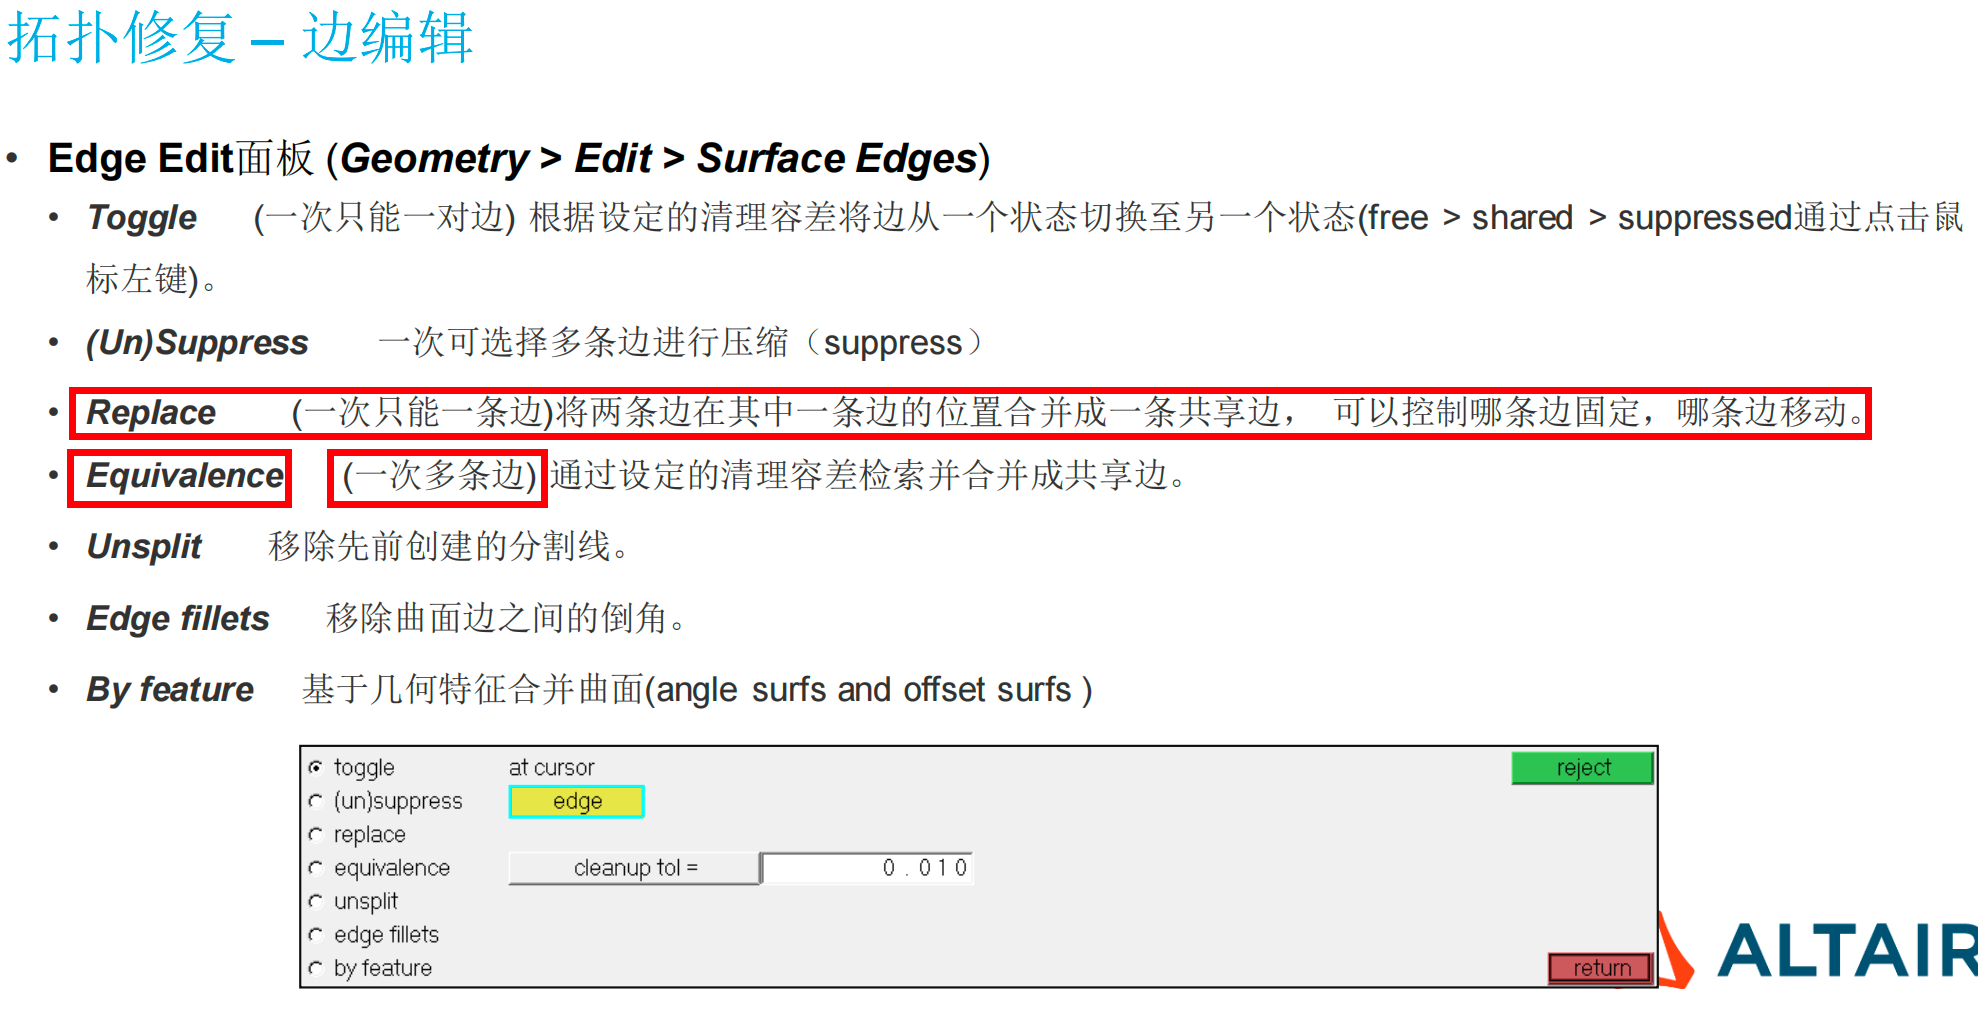 拓扑修复 – 边编辑
• Edge Edit面板 (Geometry > Edit > Surface Edges)
• Toggle (一次只能一对边) 根据设定的清理容差将边从一个状态切换至另一个状态(free > shared > suppressed通过点击鼠
标左键)。
• (Un)Suppress 一次可选择多条边进行压缩（suppress）
• Replace (一次只能一条边)将两条边在其中一条边的位置合并成一条共享边， 可以控制哪条边固定，哪条边移动。
• Equivalence (一次多条边) 通过设定的清理容差检索并合并成共享边。
• Unsplit 移除先前创建的分割线。
• Edge fillets 移除曲面边之间的倒角。
• By feature 基于几何特征合并曲面(angle surfs and offset surfs )
toggle at cursor reject
(un)suppress edge
replace
equivalence cleanup tol = 0.010
unsplit
edge fillets
by feature return
ALTAIR